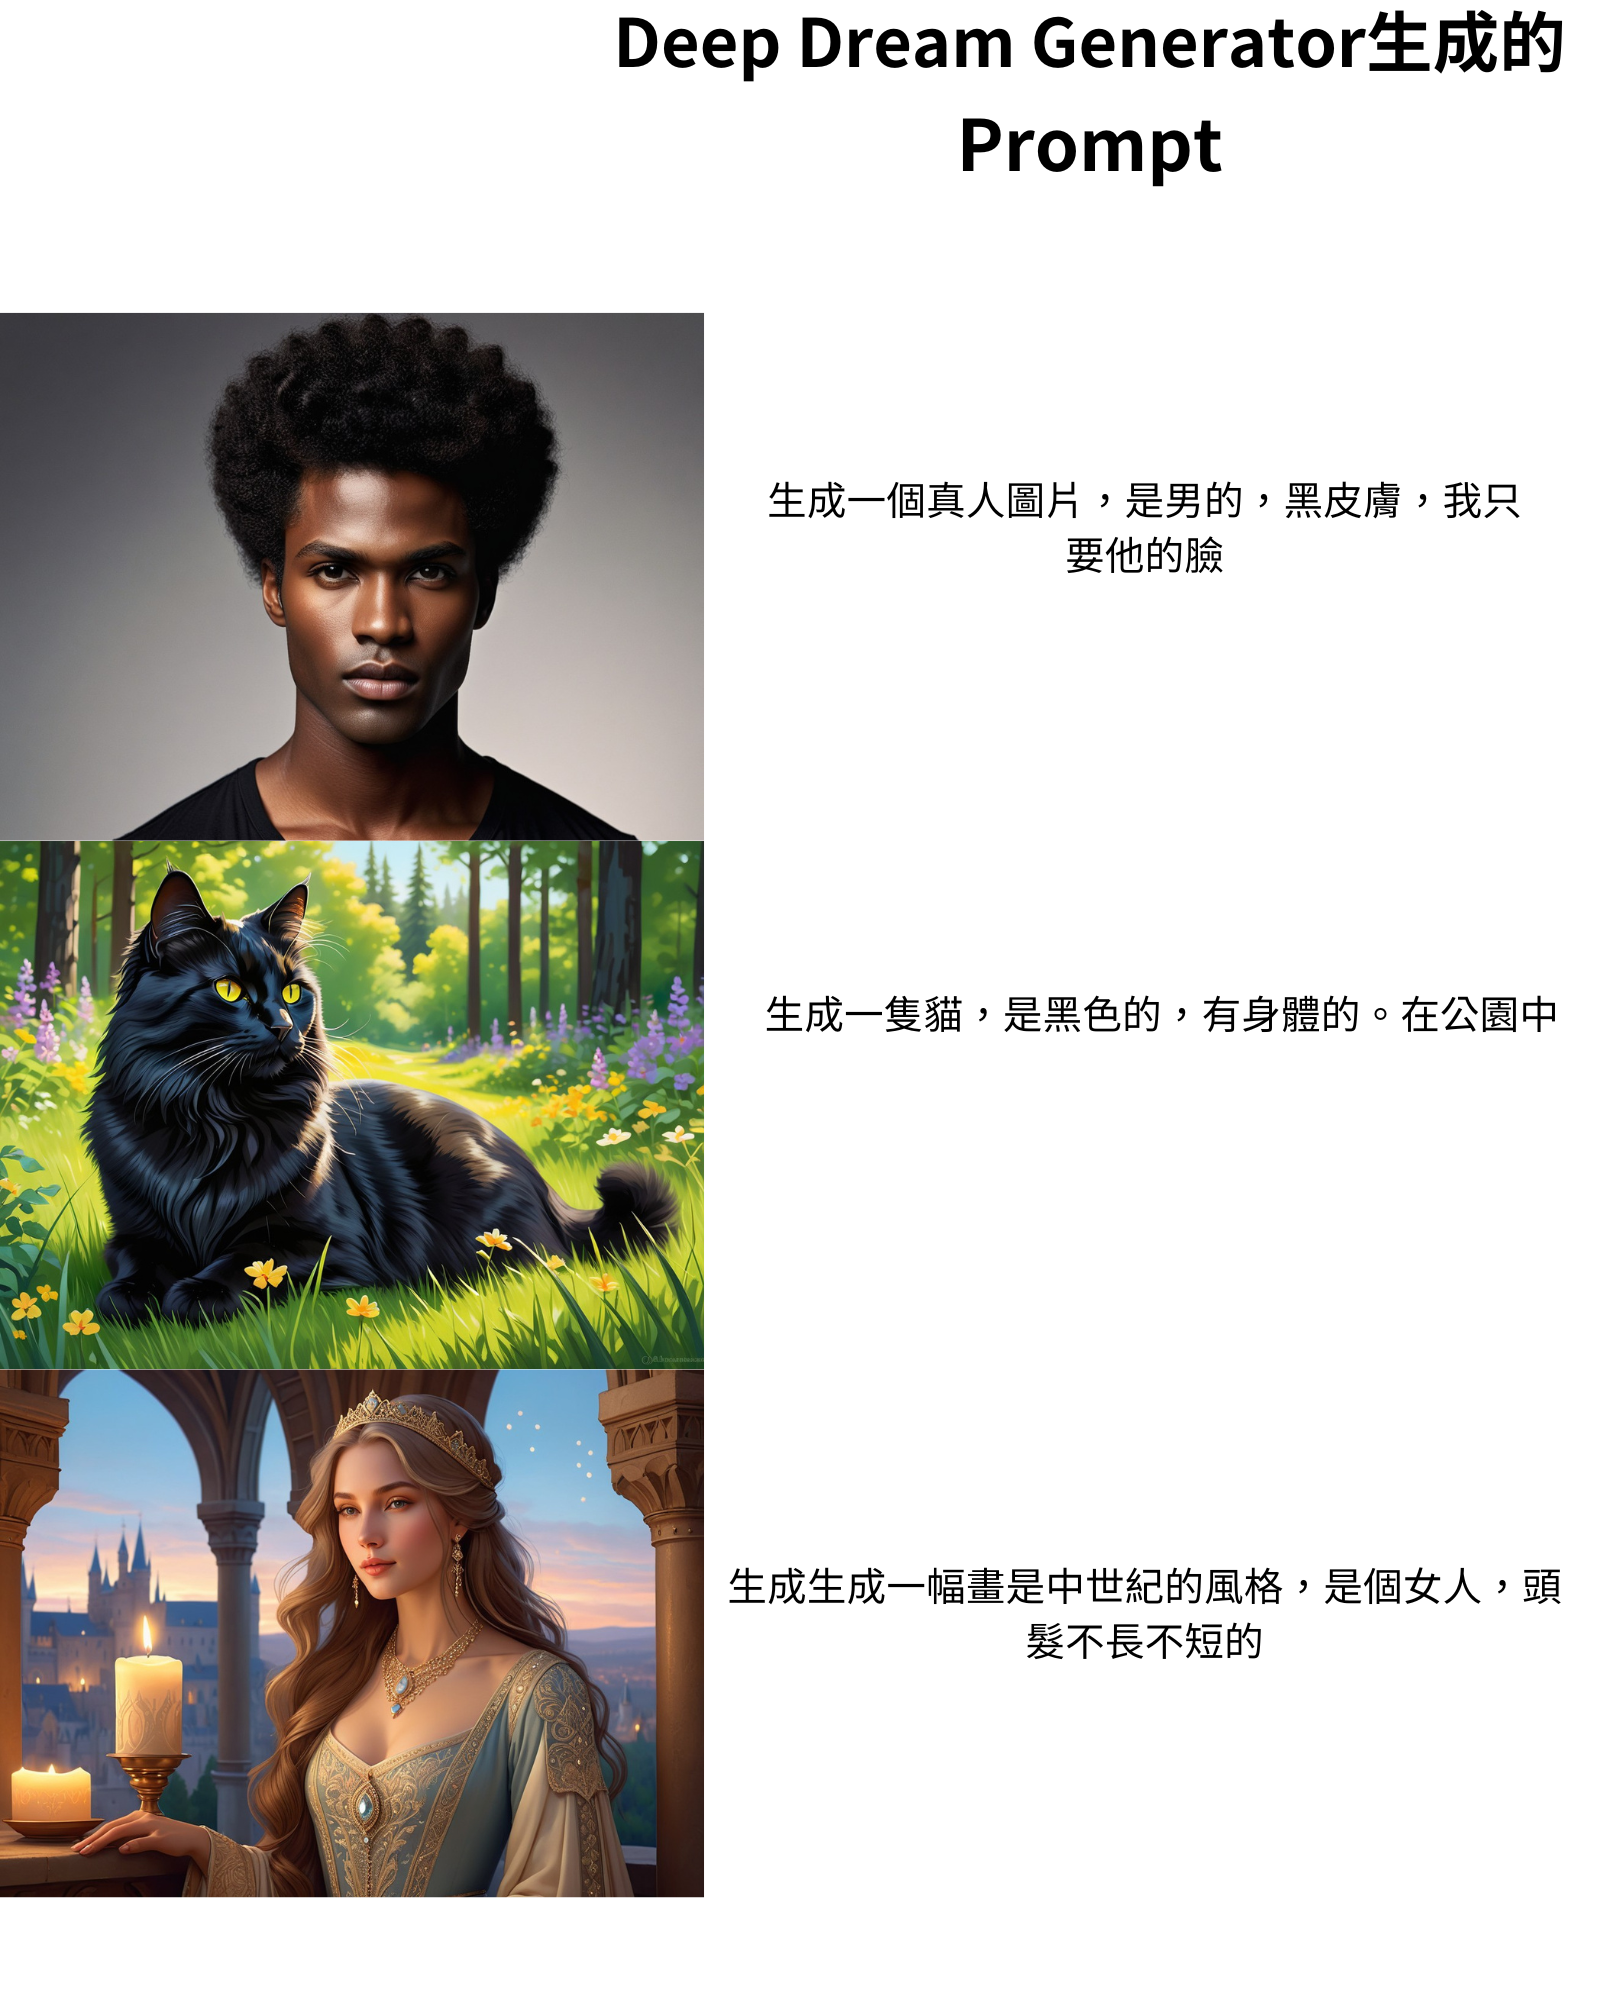 Deep Dream Generator生成的
Prompt
生成一個真人圖片，是男的，黑皮膚，我只
要他的臉
生成一隻貓，是黑色的，有身體的。在公園中
生成生成一幅畫是中世紀的風格，是個女人，頭
髮不長不短的